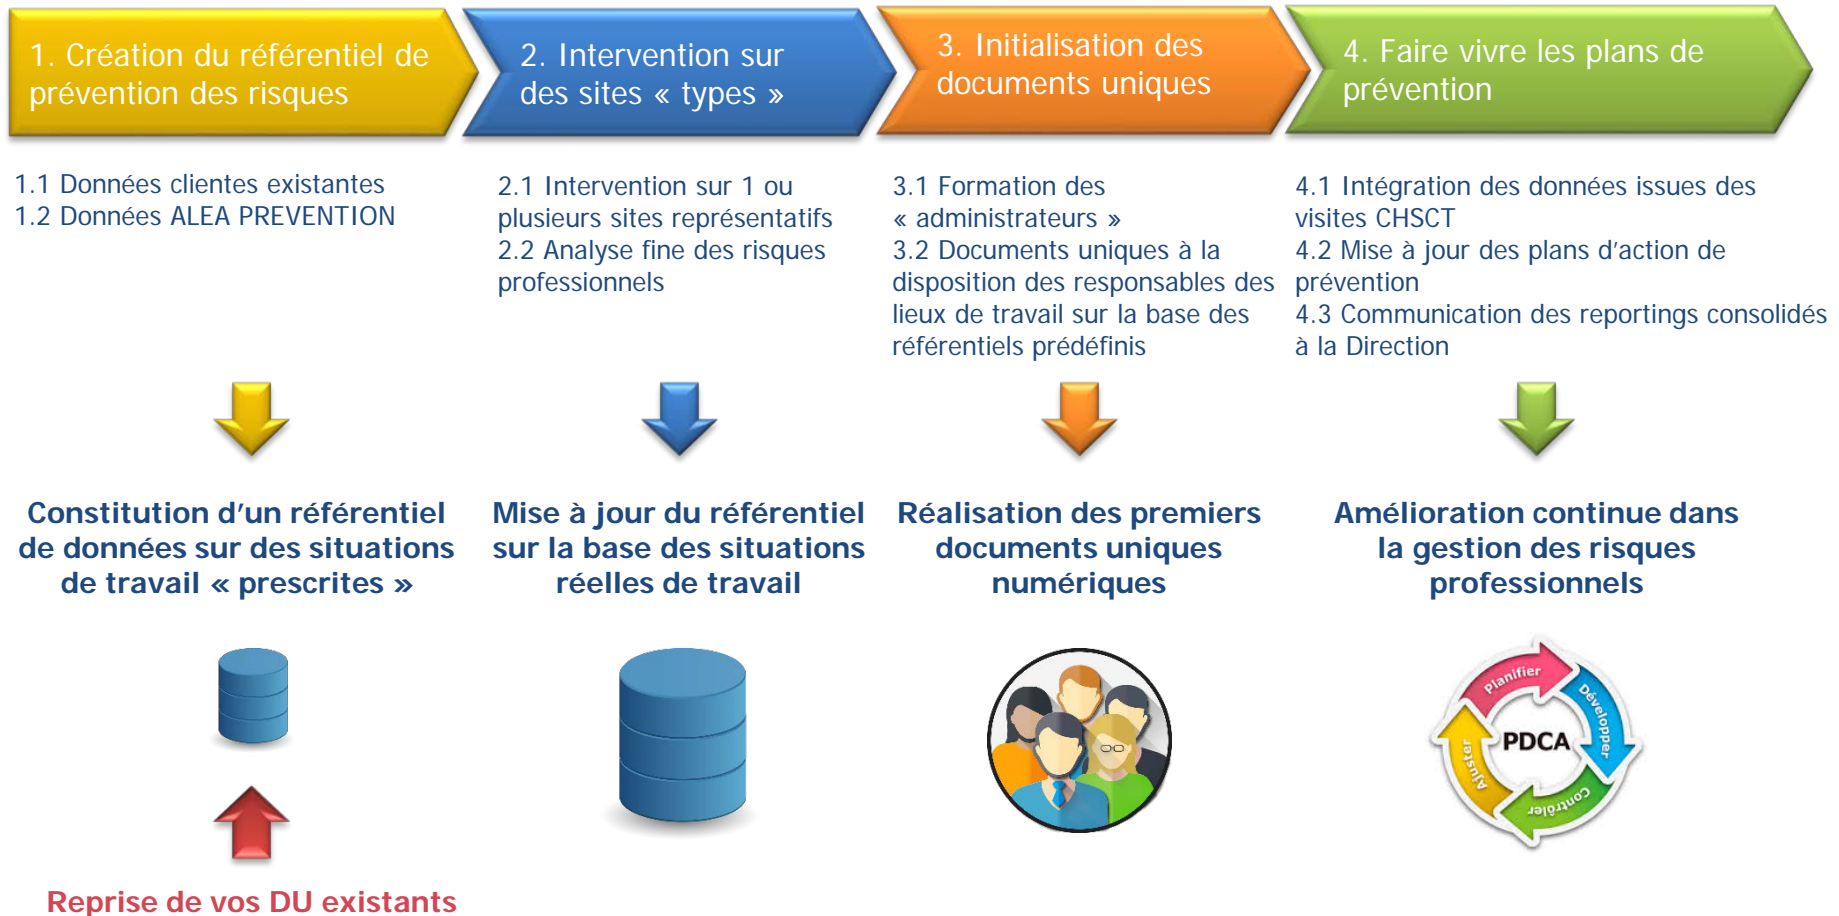 1. Création du référentiel de
prévention des risques
2. Intervention sur
des sites « types »
3. Initialisation des
documents uniques
4. Faire vivre les plans de
prévention
1.1 Données clientes existantes
1.2 Données ALEA PREVENTION
2.1 Intervention sur 1 ou
plusieurs sites représentatifs
2.2 Analyse fine des risques
professionnels
3.1 Formation des
« administrateurs »
3.2 Documents uniques à la
disposition des responsables des
lieux de travail sur la base des
référentiels prédéfinis
4.1 Intégration des données issues des
visites CHSCT
4.2 Mise à jour des plans d'action de
prévention
4.3 Communication des reportings consolidés
à la Direction
Constitution d'un référentiel
de données sur des situations
de travail « prescrites »
Mise à jour du référentiel
sur la base des situations
réelles de travail
Réalisation des premiers
documents uniques
numériques
Amélioration continue dans
la gestion des risques
professionnels
Planifier
Développer
PDCA
Ajuster
Contrôler
Reprise de vos DU existants